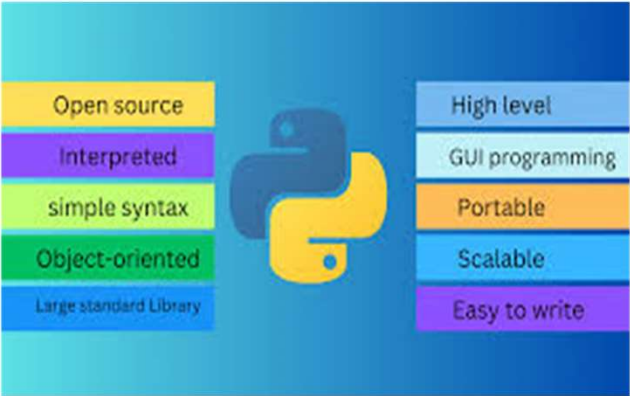 Open source
Interpreted
simple syntax
Object-oriented
Large standard Library
High level
GUI programming
Portable
Scalable
Easy to write